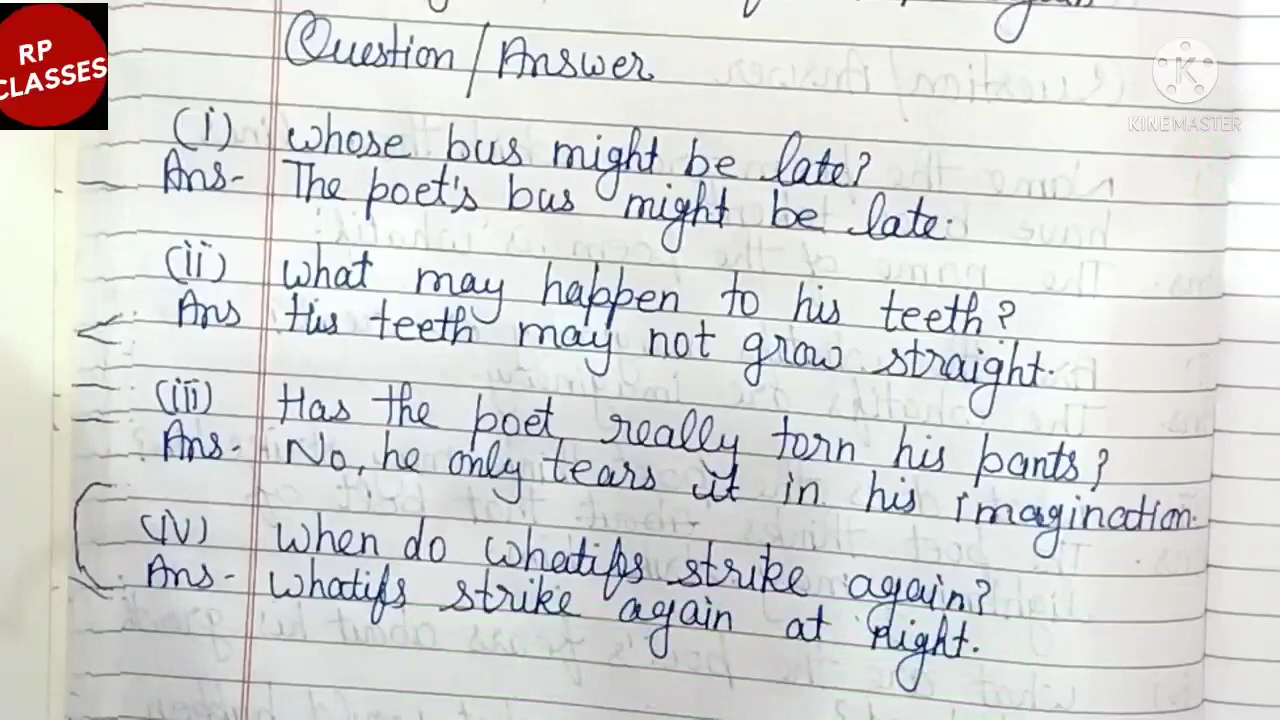 RP
CLASSES
KINEMASTER
Question/Answer
(i) whose bus might be late?
Ans- The poet's bus might be late.
(ii) what may happen to his teeth?
Ans His teeth may not grow straight.
(iii) Has the poet really torn his pants?
Ans- No, he only tears it in his imagination.
(iv) when do whatifs strike again?
Ans- whatifs strike again at Night.